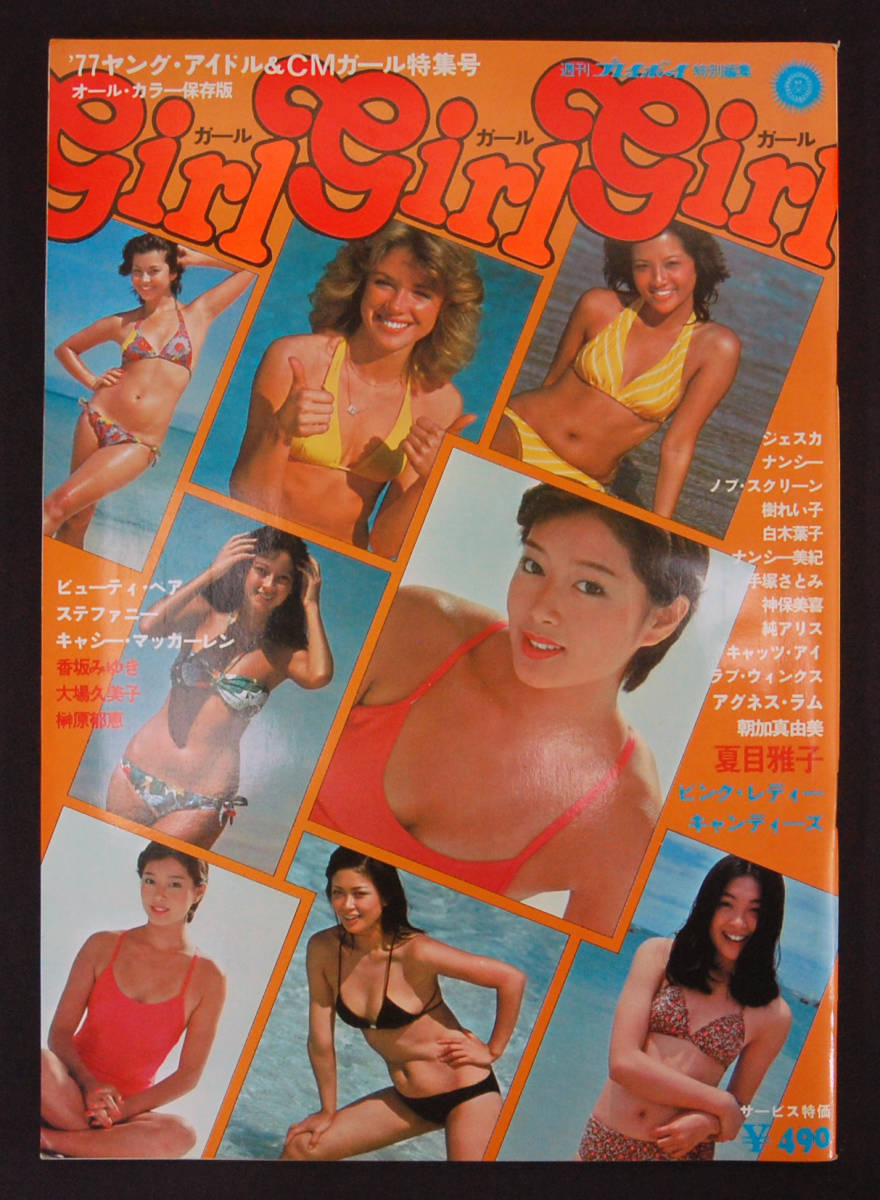 '77ヤング・アイドル&CMガール特集号
オール・カラー保存版
週刊プレイボーイ特別編集
Girl Girl Girl
ガール ガール ガール
ジェスカ
ナンシー
ノブ・スクリーン
樹れい子
白木葉子
ナンシー美紀
手塚さとみ
神保美喜
純アリス
キャッツ・アイ
ラブ・ウィンクス
アグネス・ラム
朝加真由美
夏目雅子
ピンク・レディー
キャンディーズ
ビューティ・ペア
ステファニー
キャシー・マッカーレン
香坂みゆき
大場久美子
榊原郁恵
サービス特価
¥490